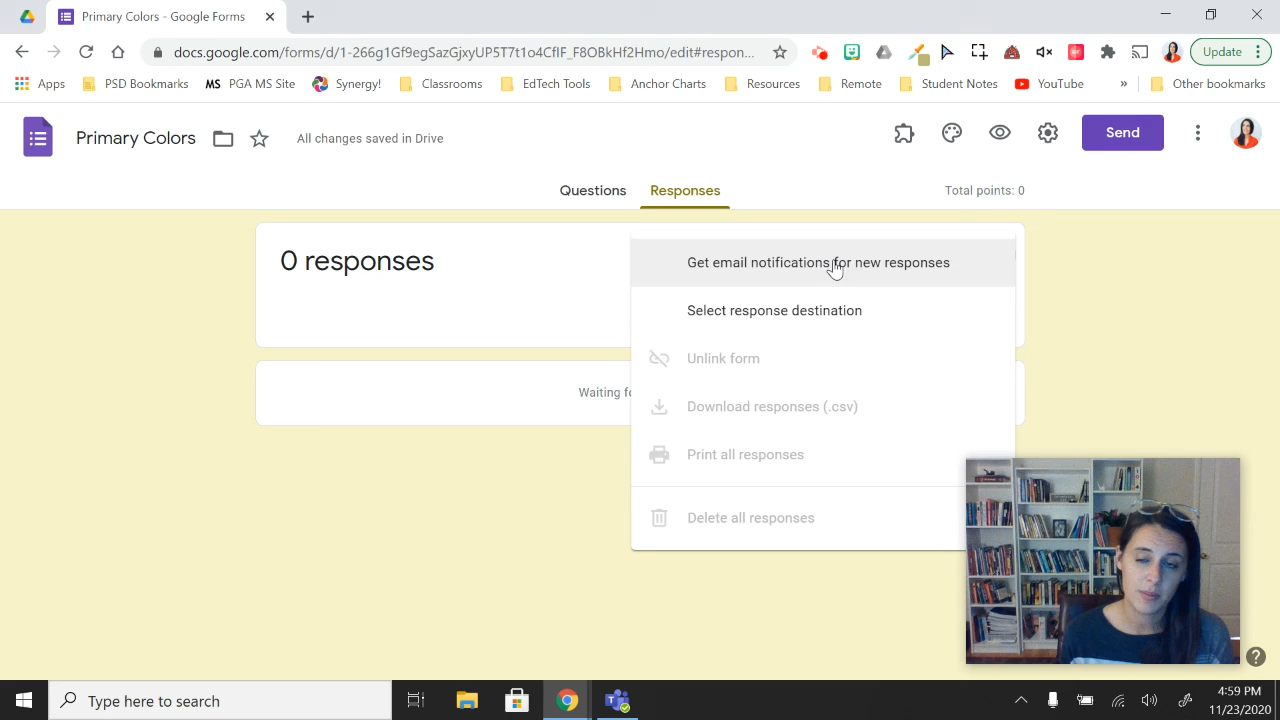 Primary Colors - Google Forms
docs.google.com/forms/d/1-266g1Gf9egSazGjxyUP5T7t1o4CfIF_F8OBkHf2Hmo/edit#respon...
Update
Apps
PSD Bookmarks
MS PGA MS Site
Synergy!
Classrooms
EdTech Tools
Anchor Charts
Resources
Remote
Student Notes
YouTube
»
Other bookmarks
Primary Colors
All changes saved in Drive
Send
Questions
Responses
Total points: 0
0 responses
Get email notifications for new responses
Select response destination
Unlink form
Waiting fo
Download responses (.csv)
Print all responses
Delete all responses
Type here to search
4:59 PM
11/23/2020